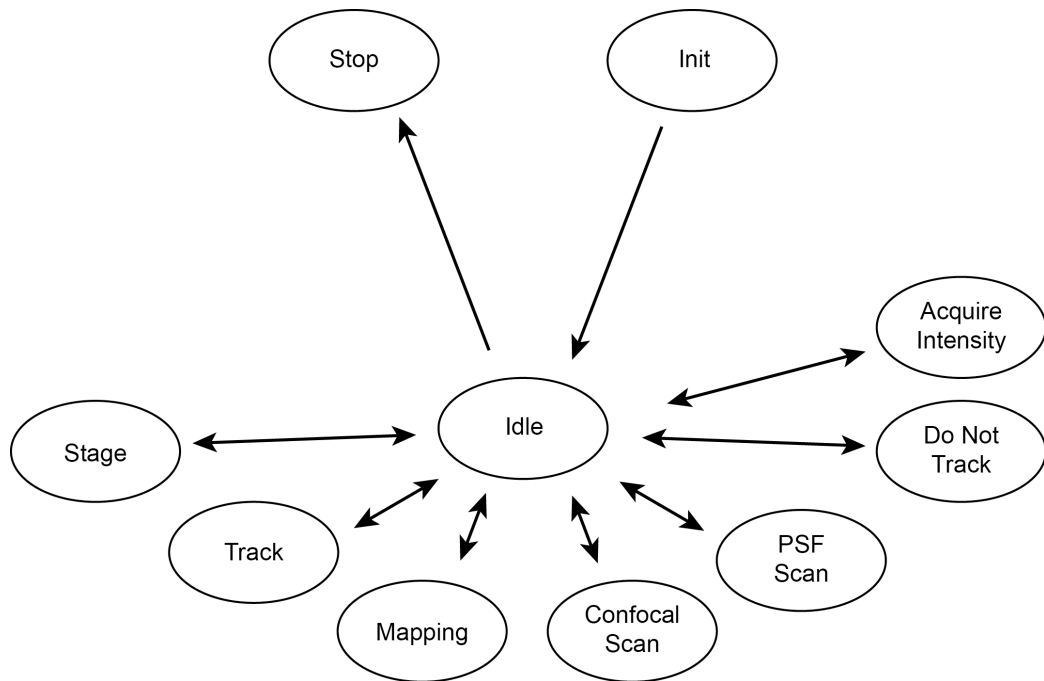 Stop
Init
Acquire
Intensity
Idle
Do Not
Track
Stage
Track
PSF
Scan
Mapping
Confocal
Scan